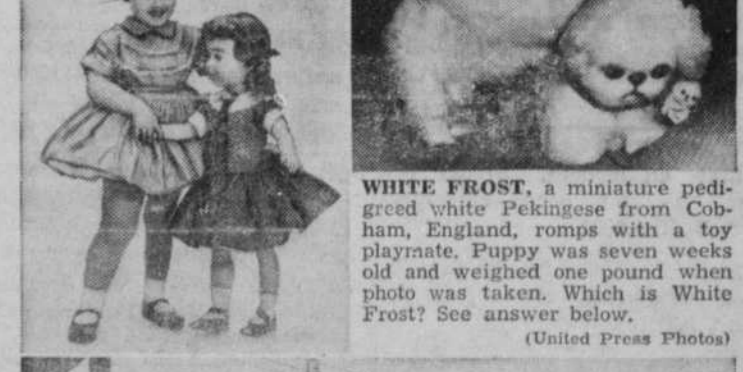 WHITE FROST, a miniature pedi-
greed white Pekingese from Cob-
ham, England, romps with a toy
playmate. Puppy was seven weeks
old and weighed one pound when
photo was taken. Which is White
Frost? See answer below.
(United Press Photos)